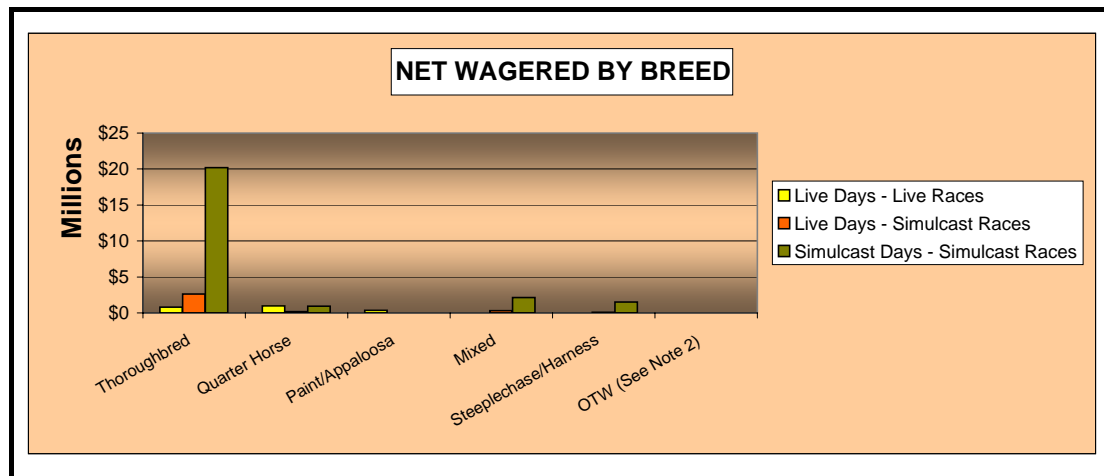 NET WAGERED BY BREED
Millions
$25
$20
$15
$10
$5
$0
Thoroughbred
Quarter Horse
Paint/Appaloosa
Mixed
Steeplechase/Harness
OTW (See Note 2)
Live Days - Live Races
Live Days - Simulcast Races
Simulcast Days - Simulcast Races